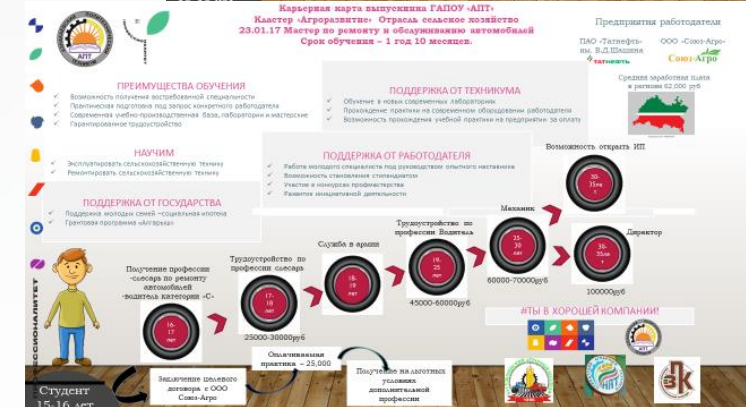 Карьерная карта выпускника ГАПОУ «АПТ»
Кластер «Агроразвитие» Отрасль сельское хозяйство
23.01.17 Мастер по ремонту и обслуживанию автомобилей
Срок обучения – 1 год 10 месяцев.
АПТ
Предприятия работодатели
ПАО «Татнефть»
им. В.Д.Шашина
ТАТНЕФТЬ
ООО «Союз-Агро»
Союз-Агро
Средняя заработная плата
в регионе 62,000 руб
ПРЕИМУЩЕСТВА ОБУЧЕНИЯ
✓ Возможность получения востребованной специальности
✓ Практическая подготовка под запрос конкретного работодателя
✓ Современная учебно-производственная база, лаборатории и мастерские
✓ Гарантированное трудоустройство
ПОДДЕРЖКА ОТ ТЕХНИКУМА
✓ Обучение в новых современных лабораториях
✓ Прохождение практики на современном оборудовании работодателя
✓ Возможность прохождения учебной практики на предприятии за оплату
НАУЧИМ
✓ Эксплуатировать сельскохозяйственную технику
✓ Ремонтировать сельскохозяйственную технику
ПОДДЕРЖКА ОТ РАБОТОДАТЕЛЯ
✓ Работа молодого специалиста под руководством опытного наставника
✓ Возможность становления стипендиатом
✓ Участие в конкурсах профмастерства
✓ Развитие инициативной деятельности
ПОДДЕРЖКА ОТ ГОСУДАРСТВА
✓ Поддержка молодых семей –социальная ипотека
✓ Грантовая программа «Алгарыш»
Возможность открыть ИП
30-
35ле
т
Механик
25-
30
лет
60000-70000руб
Директор
30-
35ле
т
100000руб
Трудоустройство по
профессии Водитель
19-
25
лет
45000-60000руб
Служба в армии
18-
19
лет
Трудоустройство по
профессии слесарь
17-
18
лет
25000-30000руб
Получение профессии
-слесарь по ремонту
автомобилей
-водитель категории «С»
16-
17
лет
#ТЫ В ХОРОШЕЙ КОМПАНИИ!
Оплачиваемая
практика – 25,000
Заключение целевого
договора с ООО
Союз-Агро
Получение на льготных
условиях
дополнительной
профессии
Студент
15-16 лет